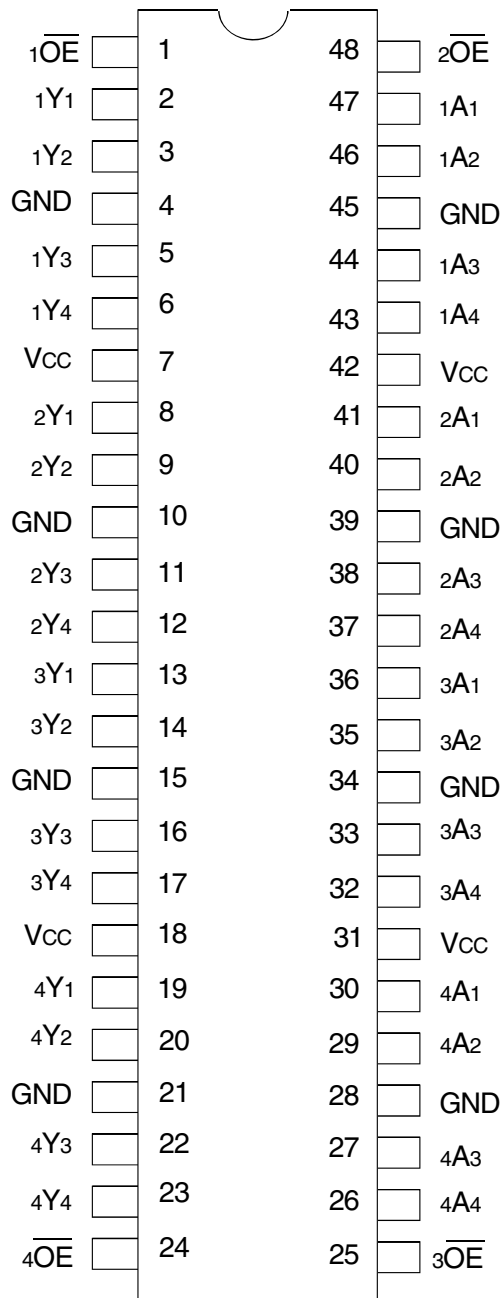 1OE 1 48 2OE
1Y1 2 47 1A1
1Y2 3 46 1A2
GND 4 45 GND
1Y3 5 44 1A3
1Y4 6 43 1A4
VCC 7 42 VCC
2Y1 8 41 2A1
2Y2 9 40 2A2
GND 10 39 GND
2Y3 11 38 2A3
2Y4 12 37 2A4
3Y1 13 36 3A1
3Y2 14 35 3A2
GND 15 34 GND
3Y3 16 33 3A3
3Y4 17 32 3A4
VCC 18 31 VCC
4Y1 19 30 4A1
4Y2 20 29 4A2
GND 21 28 GND
4Y3 22 27 4A3
4Y4 23 26 4A4
4OE 24 25 3OE